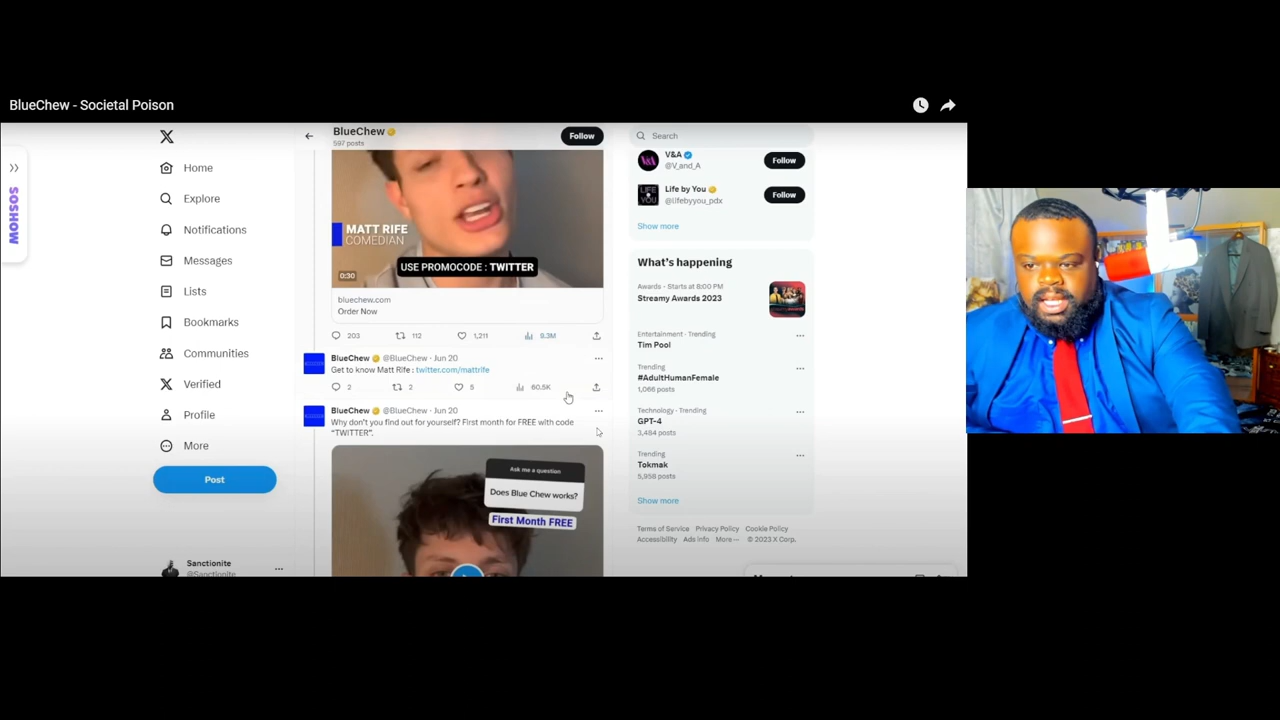 BlueChew - Societal Poison
SOSHOW
Home
Explore
Notifications
Messages
Lists
Bookmarks
Communities
Verified
Profile
More
Post
Sanctionite
@Sanctionite
BlueChew
597 posts
Follow
MATT RIFE
COMEDIAN
USE PROMOCODE : TWITTER
0:30
bluechew.com
Order Now
203
112
1,211
9.3M
BlueChew @BlueChew · Jun 20
Get to know Matt Rife : twitter.com/mattrife
2
2
5
60.5K
BlueChew @BlueChew · Jun 20
Why don't you find out for yourself? First month for FREE with code
"TWITTER".
Ask me a question
Does Blue Chew works?
First Month FREE
Search
V&A
@V_and_A
Follow
LIFE
YOU
Life by You
@lifebyyou_pdx
Follow
Show more
What's happening
Awards · Starts at 8:00 PM
Streamy Awards 2023
Entertainment · Trending
Tim Pool
Trending
#AdultHumanFemale
1,066 posts
Technology · Trending
GPT-4
3,484 posts
Trending
Tokmak
5,958 posts
Show more
Terms of Service Privacy Policy Cookie Policy
Accessibility Ads info More ··· © 2023 X Corp.